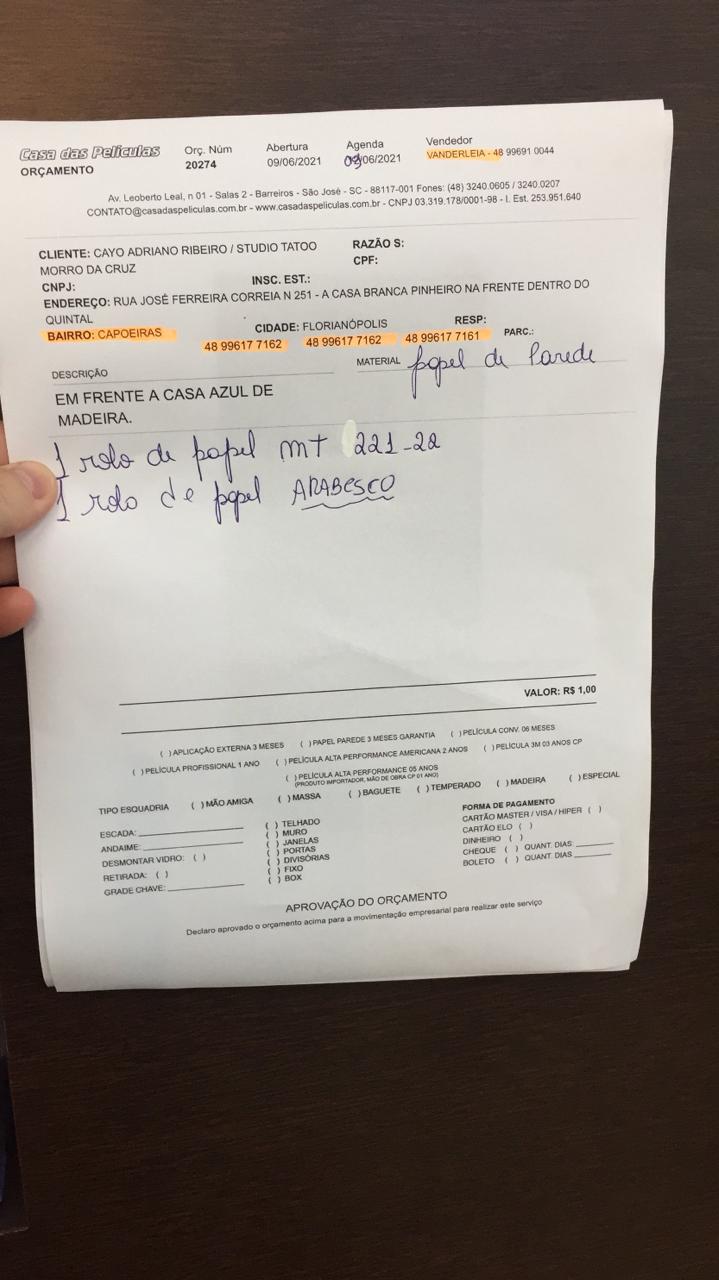 Casa das Películas
ORÇAMENTO
Orç. Núm
20274
Abertura
09/06/2021
Agenda
09/06/2021
Vendedor
VANDERLEIA - 48 99691 0044
Av. Leoberto Leal, n 01 - Salas 2 - Barreiros - São José - SC - 88117-001 Fones: (48) 3240.0605 / 3240.0207
CONTATO@casadaspeliculas.com.br - www.casadaspeliculas.com.br - CNPJ 03.319.178/0001-98 - I. Est. 253.951.640
CLIENTE: CAYO ADRIANO RIBEIRO / STUDIO TATOO
MORRO DA CRUZ
RAZÃO S:
CPF:
CNPJ:
INSC. EST.:
ENDEREÇO: RUA JOSÉ FERREIRA CORREIA N 251 - A CASA BRANCA PINHEIRO NA FRENTE DENTRO DO
QUINTAL
BAIRRO: CAPOEIRAS
CIDADE: FLORIANÓPOLIS
RESP:
48 99617 7162 48 99617 7162 48 99617 7161
PARC.:
DESCRIÇÃO
MATERIAL papel de Parede
EM FRENTE A CASA AZUL DE
MADEIRA.
1 rolo de papel mt 221-22
1 rolo de papel ARABESCO
VALOR: R$ 1,00
( ) APLICAÇÃO EXTERNA 3 MESES ( ) PAPEL PAREDE 3 MESES GARANTIA ( ) PELÍCULA CONV. 06 MESES
( ) PELÍCULA PROFISSIONAL 1 ANO ( ) PELÍCULA ALTA PERFORMANCE AMERICANA 2 ANOS ( ) PELÍCULA 3M 03 ANOS CP
( ) PELÍCULA ALTA PERFORMANCE 05 ANOS
(PRODUTO IMPORTADOR, MÃO DE OBRA CP 01 ANO)
TIPO ESQUADRIA ( ) MÃO AMIGA ( ) MASSA ( ) BAGUETE ( ) TEMPERADO ( ) MADEIRA ( ) ESPECIAL
ESCADA:
ANDAIME:
DESMONTAR VIDRO: ( )
RETIRADA: ( )
GRADE CHAVE:
( ) TELHADO
( ) MURO
( ) JANELAS
( ) PORTAS
( ) DIVISÓRIAS
( ) FIXO
( ) BOX
FORMA DE PAGAMENTO
CARTÃO MASTER / VISA / HIPER ( )
CARTÃO ELO ( )
DINHEIRO ( )
CHEQUE ( ) QUANT. DIAS
BOLETO ( ) QUANT. DIAS
APROVAÇÃO DO ORÇAMENTO
Declaro aprovado o orçamento acima para a movimentação empresarial para realizar este serviço